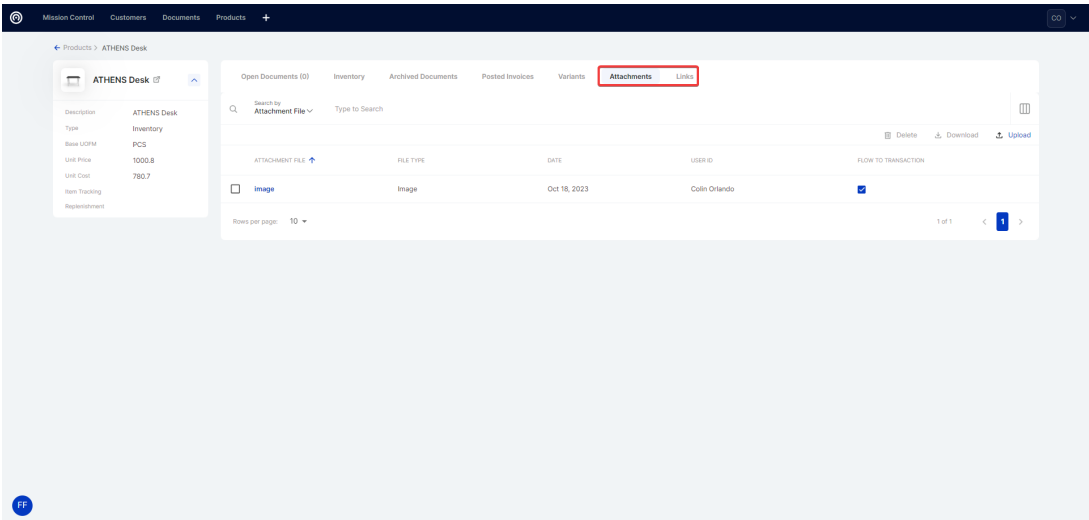 Mission Control Customers Documents Products + CO
← Products > ATHENS Desk
ATHENS Desk
Description ATHENS Desk
Type Inventory
Base UOFM PCS
Unit Price 1000.8
Unit Cost 780.7
Item Tracking
Replenishment
Open Documents (0) Inventory Archived Documents Posted Invoices Variants Attachments Links
Search by
Attachment File Type to Search
Delete Download Upload
ATTACHMENT FILE FILE TYPE DATE USER ID FLOW TO TRANSACTION
image Image Oct 18, 2023 Colin Orlando
Rows per page: 10 1 of 1 < 1 >
FF